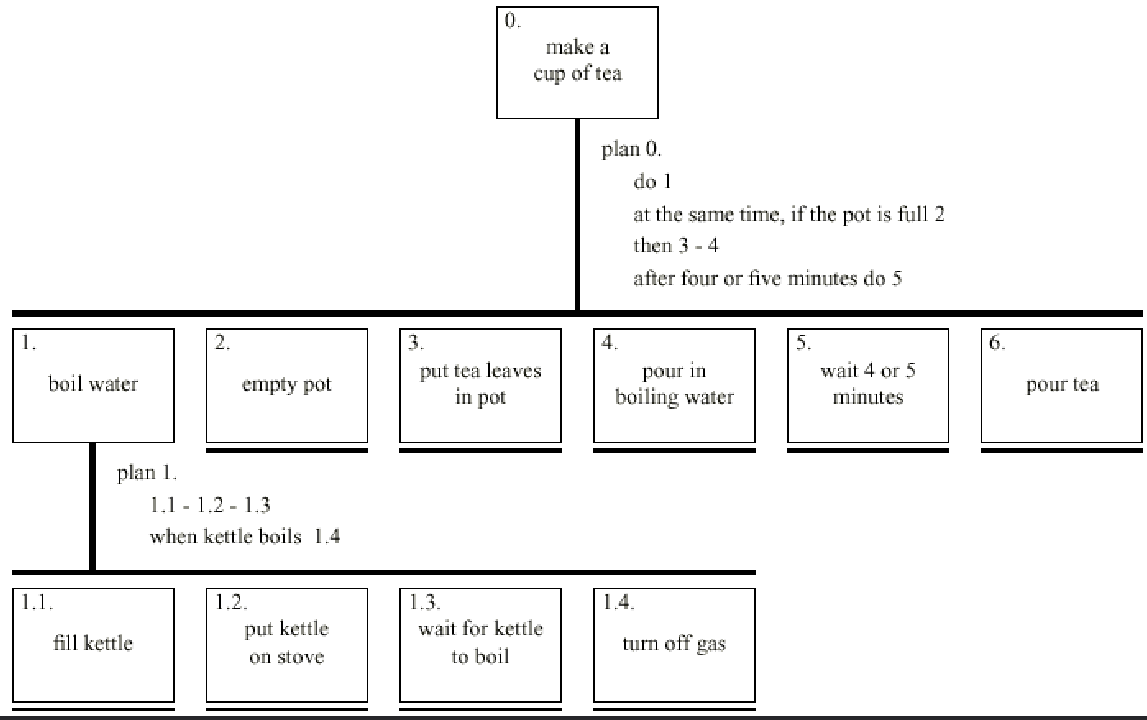 0.
make a
cup of tea
plan 0.
do 1
at the same time, if the pot is full 2
then 3 - 4
after four or five minutes do 5
1.
boil water
2.
empty pot
3.
put tea leaves
in pot
4.
pour in
boiling water
5.
wait 4 or 5
minutes
6.
pour tea
plan 1.
1.1 - 1.2 - 1.3
when kettle boils 1.4
1.1.
fill kettle
1.2.
put kettle
on stove
1.3.
wait for kettle
to boil
1.4.
turn off gas